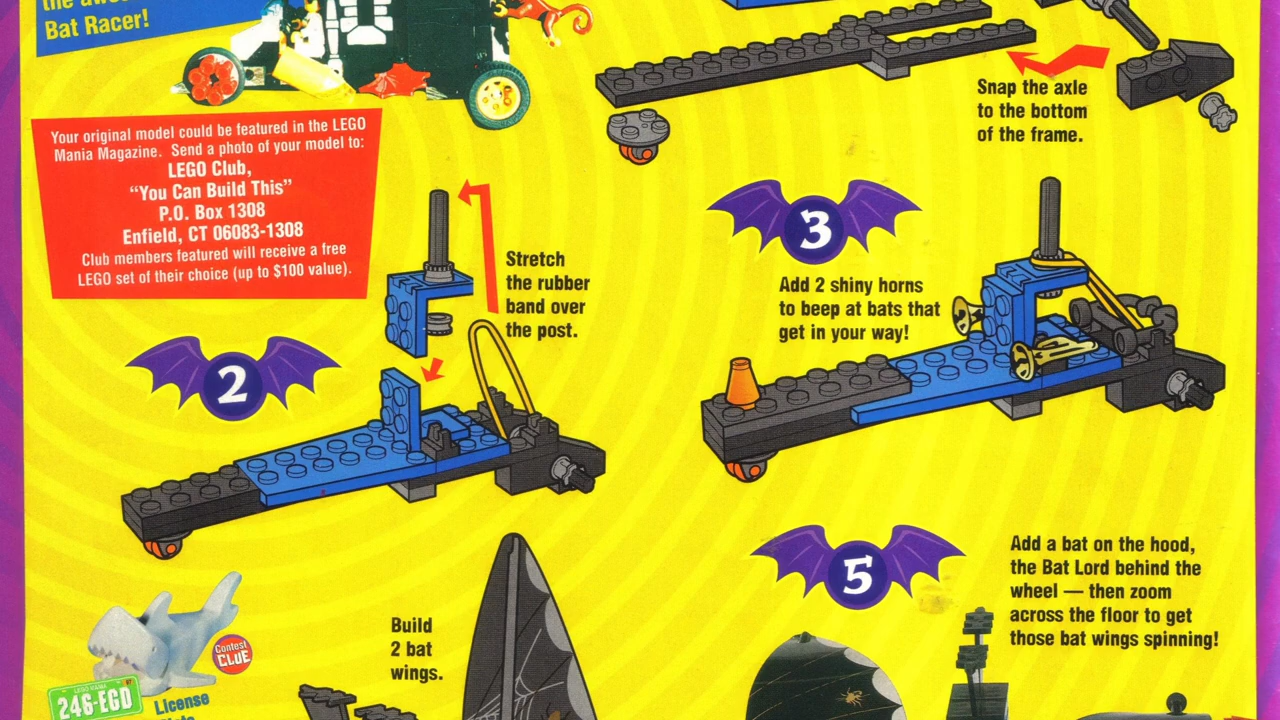 Bat Racer!
Your original model could be featured in the LEGO
Mania Magazine. Send a photo of your model to:
LEGO Club,
“You Can Build This”
P.O. Box 1308
Enfield, CT 06083-1308
Club members featured will receive a free
LEGO set of their choice (up to $100 value).
Snap the axle
to the bottom
of the frame.
2
Stretch
the rubber
band over
the post.
3
Add 2 shiny horns
to beep at bats that
get in your way!
Contest
CLUE
LEGO MANIA
246-EGO
License
Build
2 bat
wings.
5
Add a bat on the hood,
the Bat Lord behind the
wheel — then zoom
across the floor to get
those bat wings spinning!